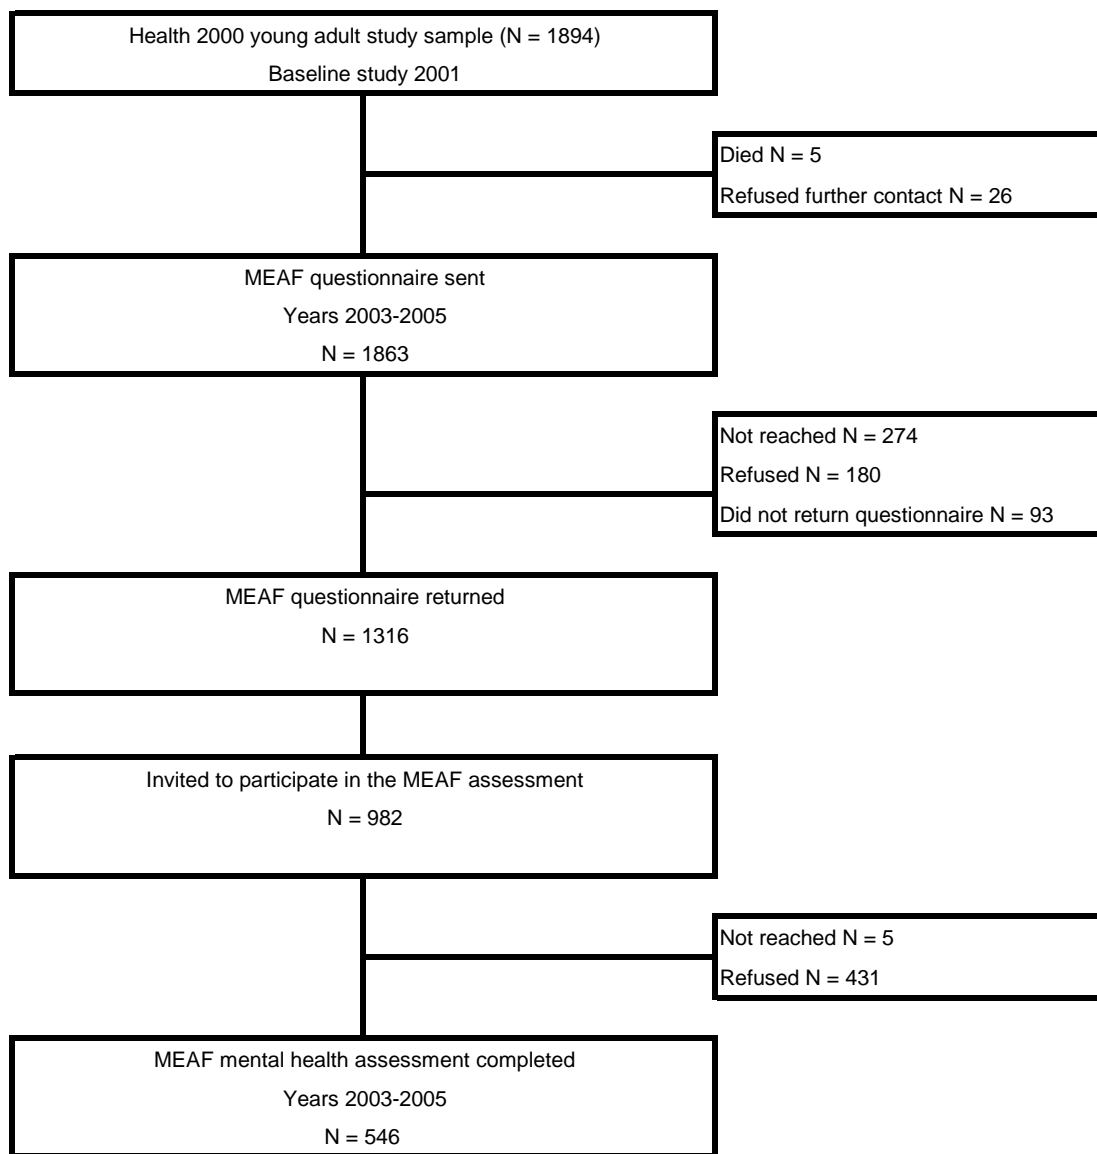 Health 2000 young adult study sample (N = 1894)
Baseline study 2001
Died N = 5
Refused further contact N = 26
MEAF questionnaire sent
Years 2003-2005
N = 1863
Not reached N = 274
Refused N = 180
Did not return questionnaire N = 93
MEAF questionnaire returned
N = 1316
Invited to participate in the MEAF assessment
N = 982
Not reached N = 5
Refused N = 431
MEAF mental health assessment completed
Years 2003-2005
N = 546